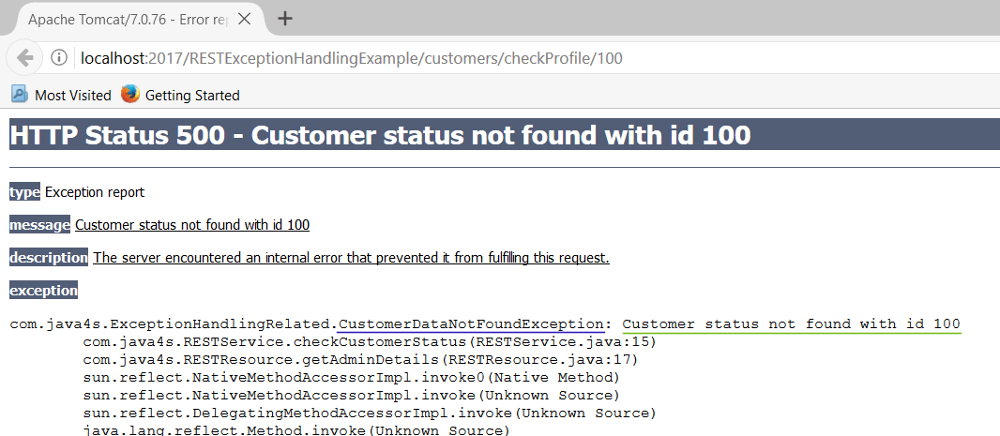 Apache Tomcat/7.0.76 - Error rep
localhost:2017/RESTExceptionHandlingExample/customers/checkProfile/100
Most Visited Getting Started
HTTP Status 500 - Customer status not found with id 100
type Exception report
message Customer status not found with id 100
description The server encountered an internal error that prevented it from fulfilling this request.
exception
com.java4s.ExceptionHandlingRelated.CustomerDataNotFoundException: Customer status not found with id 100
com.java4s.RESTService.checkCustomerStatus(RESTService.java:15)
com.java4s.RESTResource.getAdminDetails(RESTResource.java:17)
sun.reflect.NativeMethodAccessorImpl.invoke0(Native Method)
sun.reflect.NativeMethodAccessorImpl.invoke(Unknown Source)
sun.reflect.DelegatingMethodAccessorImpl.invoke(Unknown Source)
java.lang.reflect.Method.invoke(Unknown Source)